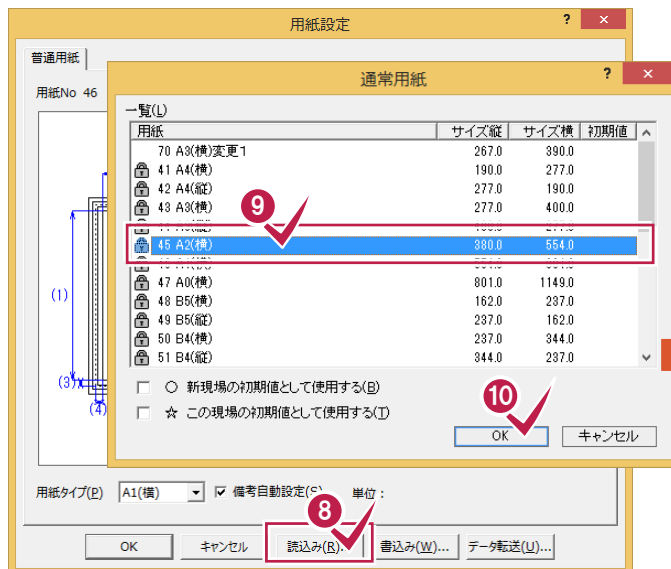 用紙設定 ? ×
普通用紙
通常用紙 ? ×
用紙No 46
一覧(L)
用紙 サイズ縦 サイズ横 初期値
70 A3(横)変更1 267.0 390.0
41 A4(横) 190.0 277.0
42 A4(縦) 277.0 190.0
43 A3(横) 277.0 400.0
9
45 A2(横) 380.0 554.0
47 A0(横) 801.0 1149.0
(1)
48 B5(横) 162.0 237.0
49 B5(縦) 237.0 162.0
50 B4(横) 237.0 344.0
51 B4(縦) 344.0 237.0
(3)
(4)
○ 新現場の初期値として使用する(B)
☆ この現場の初期値として使用する(T)
10
OK キャンセル
用紙タイプ(P) A1(横) 備考自動設定(S) 単位 :
8
OK キャンセル 読込み(R)... 書込み(W)... データ転送(U)...